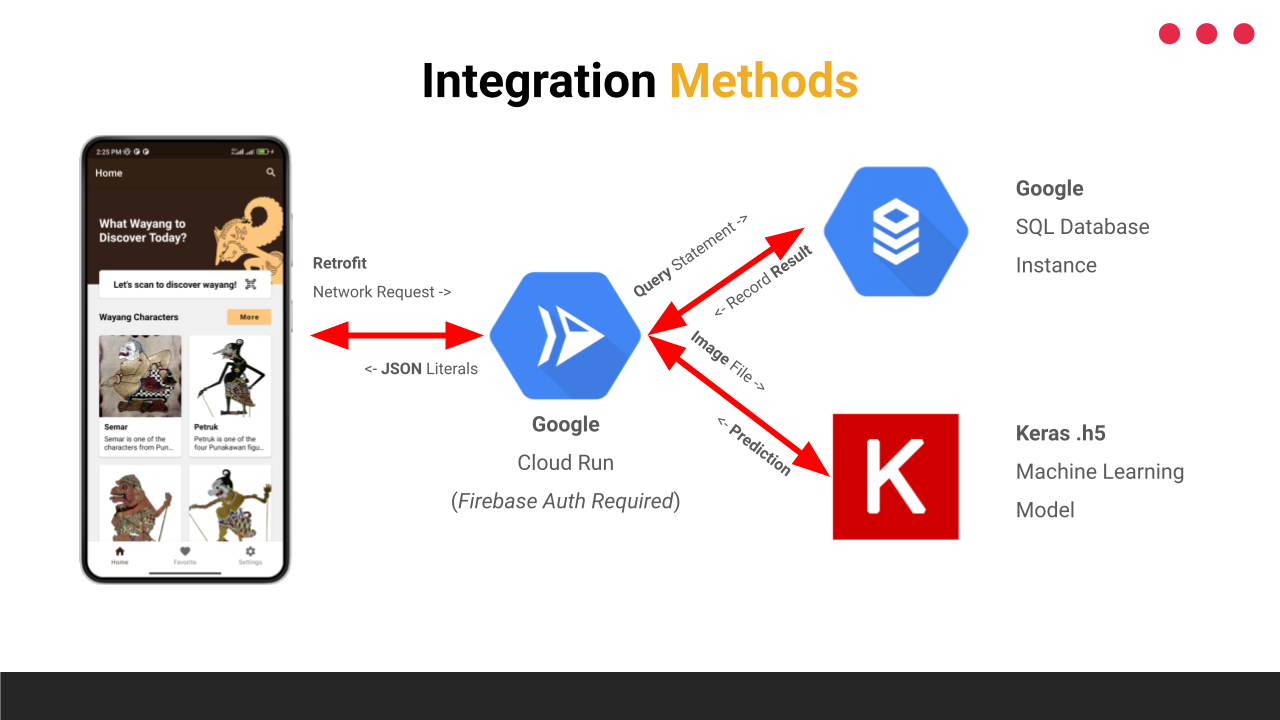 Integration Methods
2:25 PM
Home
What Wayang to
Discover Today?
Let's scan to discover wayang!
Wayang Characters
More
Semar
Semar is one of the
characters from Pun...
Petruk
Petruk is one of the
four Punakawan figu...
Home
Favorite
Settings
Retrofit
Network Request ->
<- JSON Literals
Google
Cloud Run
(Firebase Auth Required)
Query Statement ->
<- Record Result
Image File ->
<- Prediction
Google
SQL Database
Instance
K
Keras .h5
Machine Learning
Model